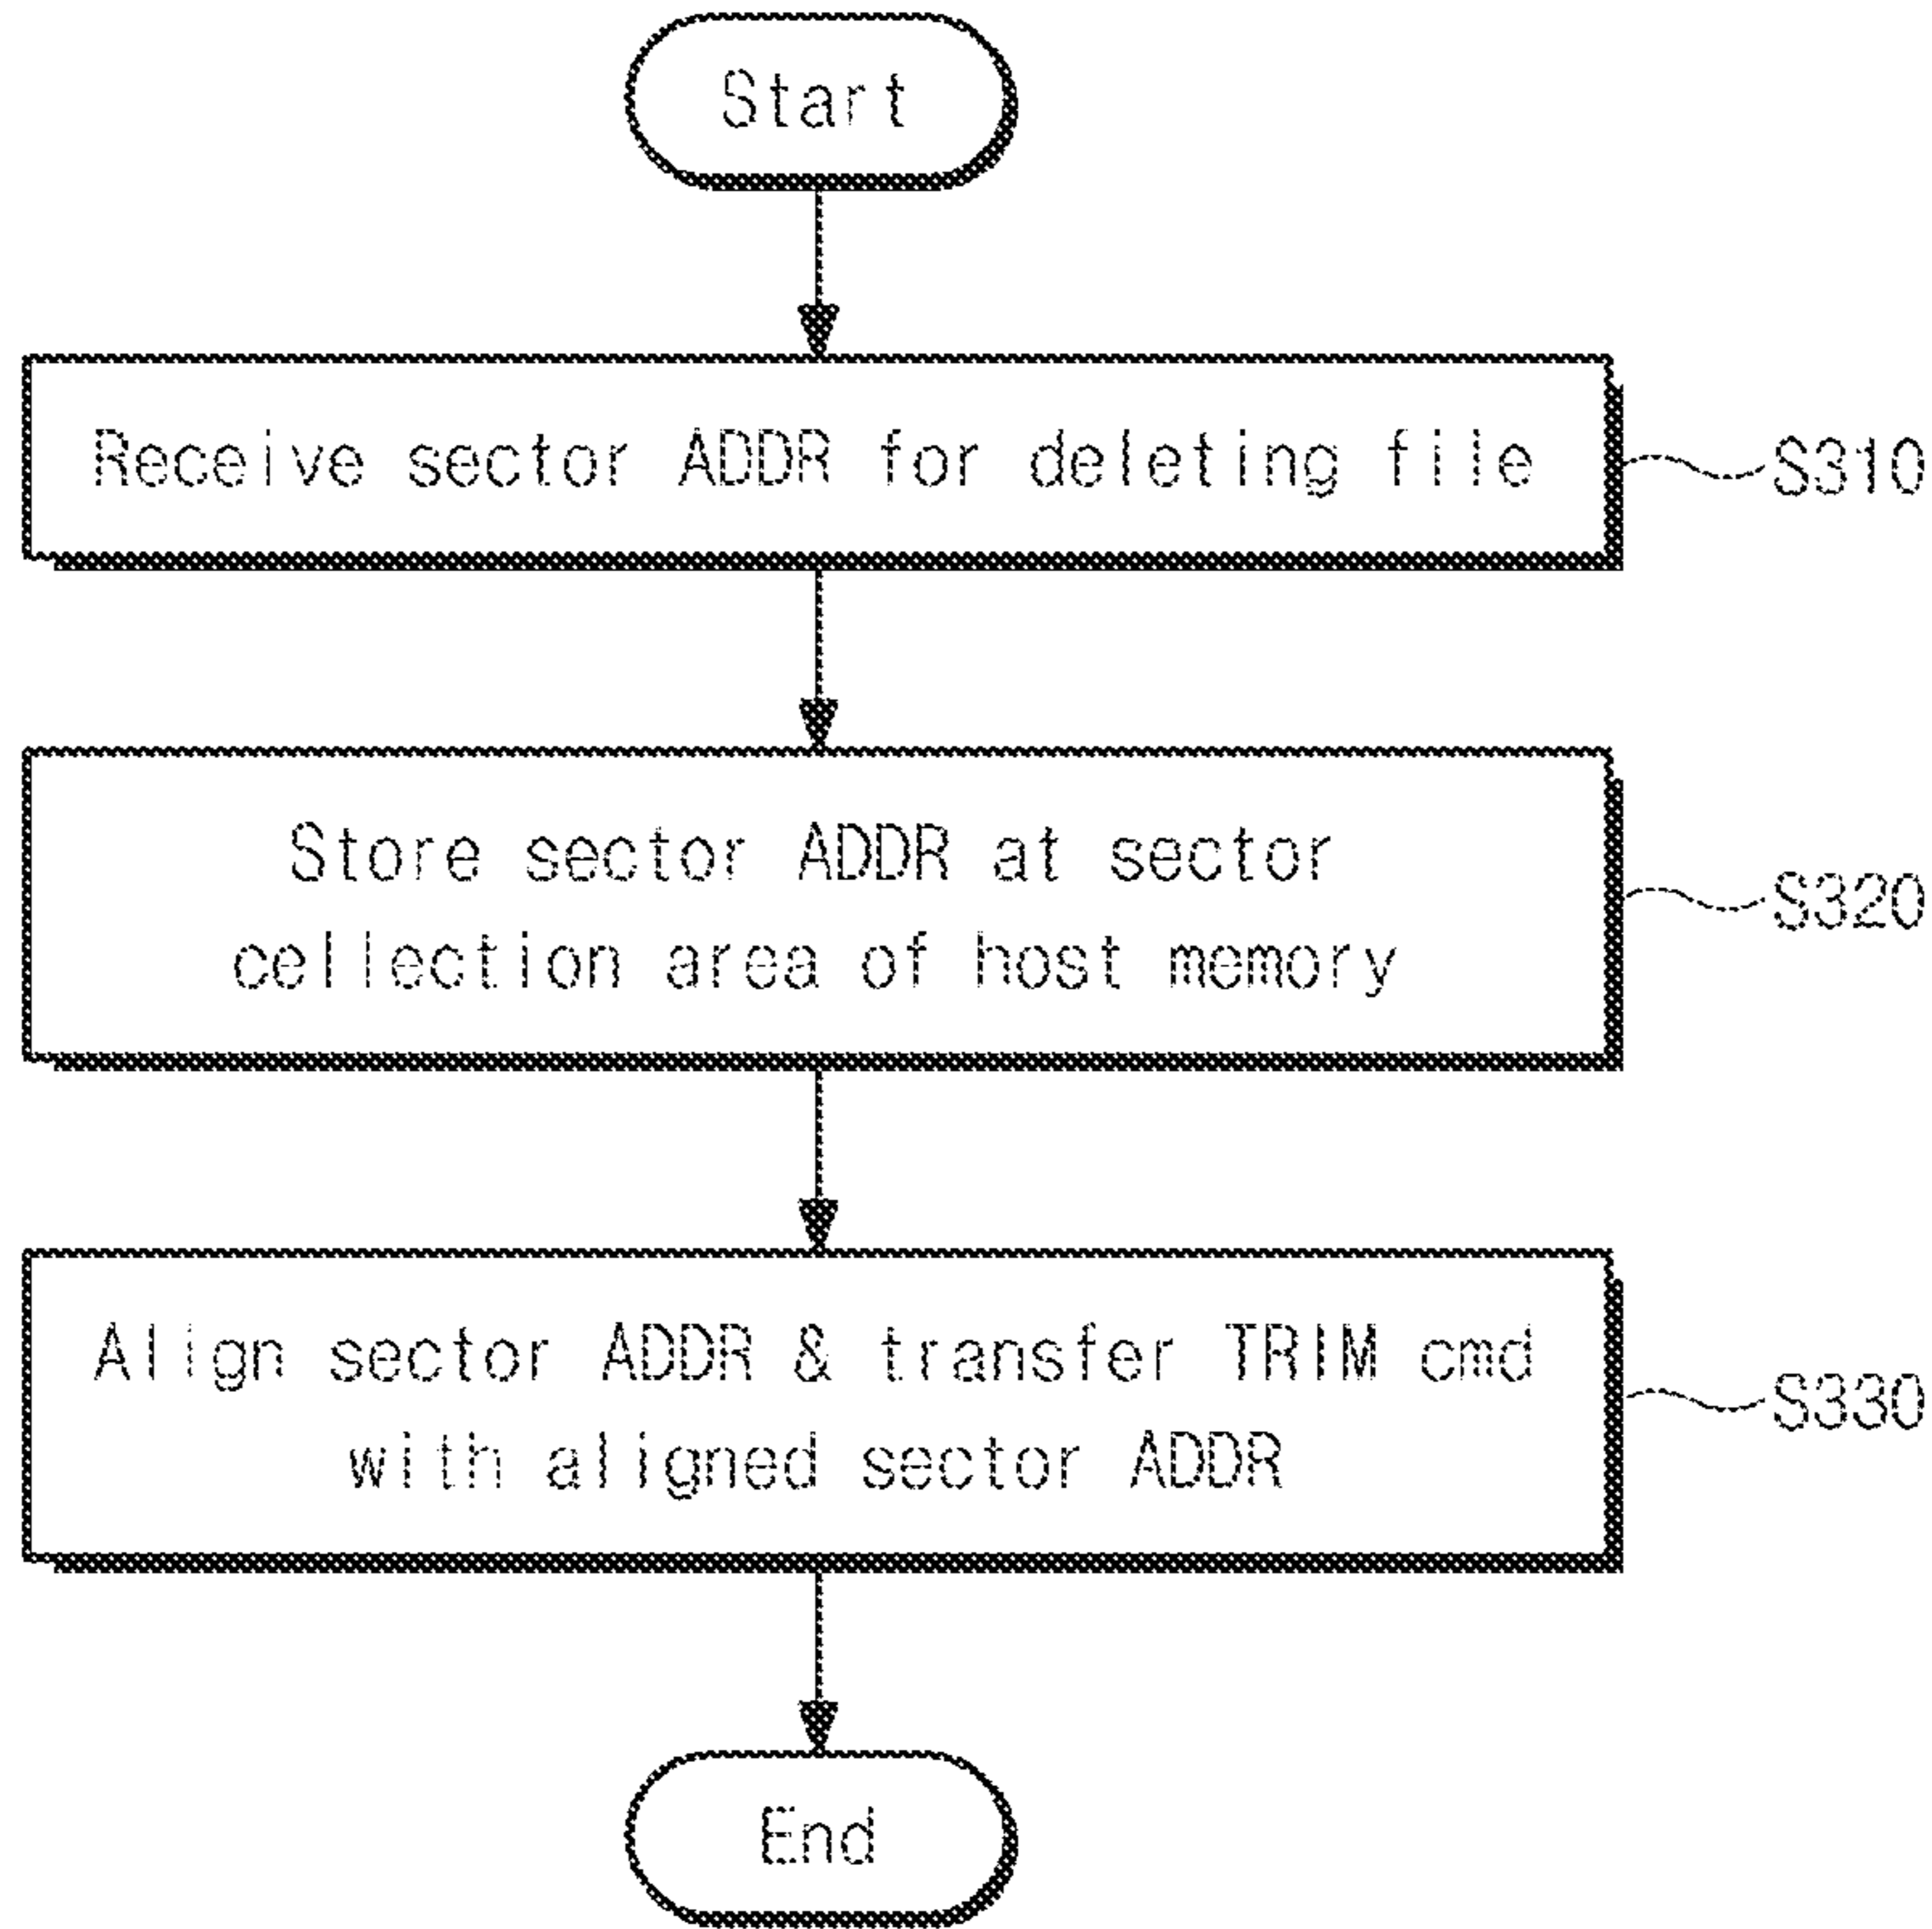 Start
Receive sector ADDR for deleting file
S310
Store sector ADDR at sector
cellection area of host memory
S320
Align sector ADDR & transfer TRIM cmd
with aligned sector ADDR
S330
End